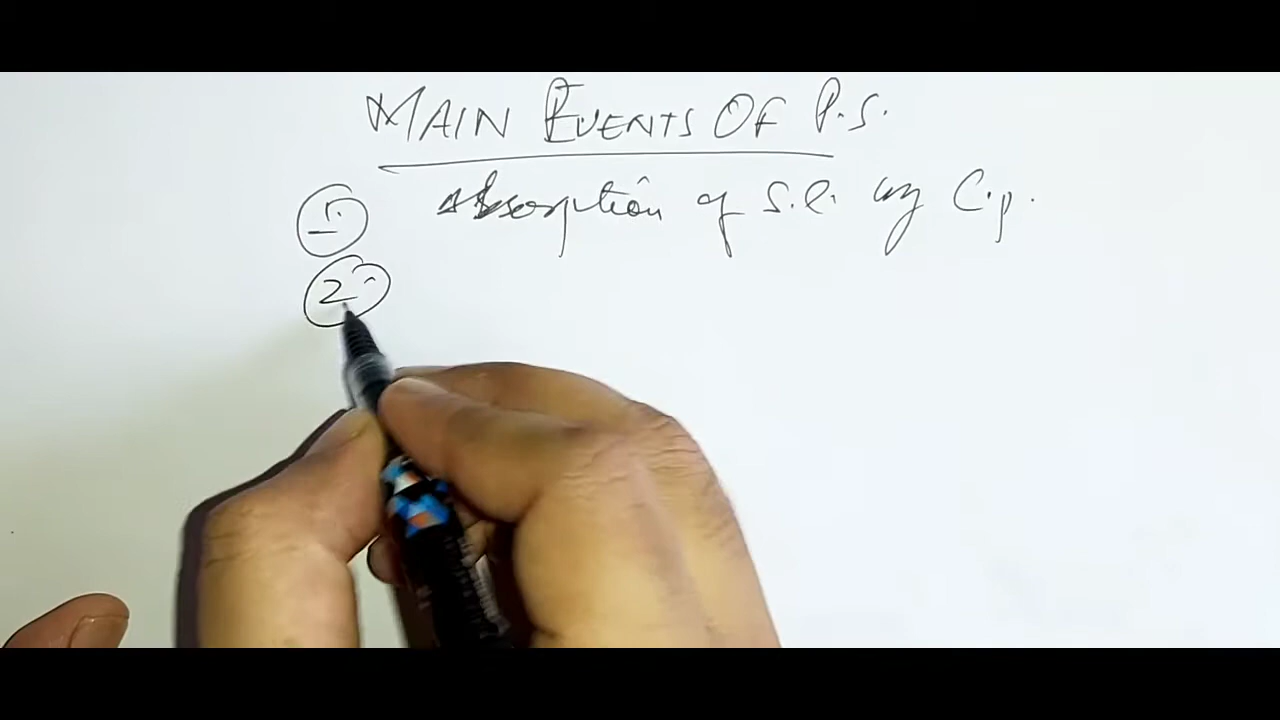 MAIN EVENTS OF P.S.
1. Absorption of S.E. by C.p.
2.